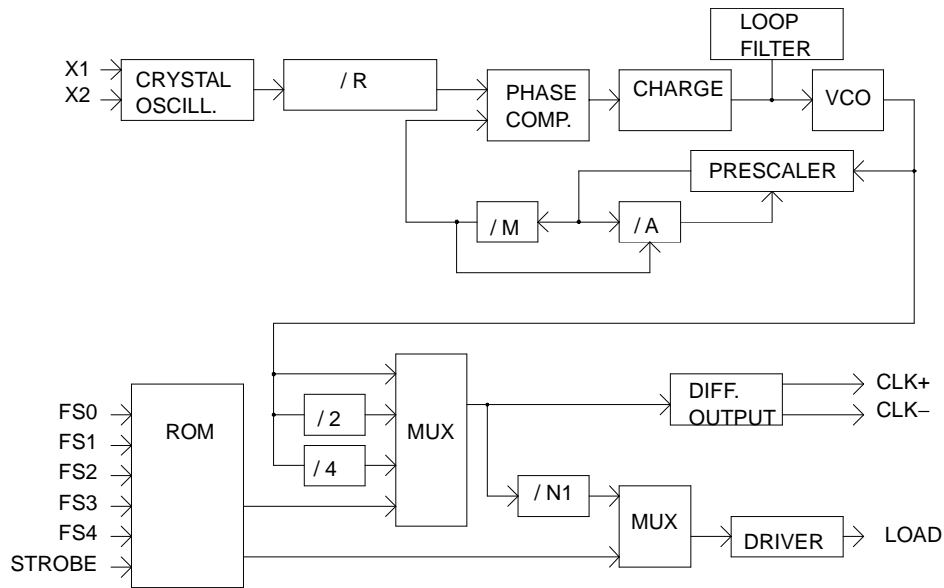 LOOP
FILTER
X1
X2
CRYSTAL
OSCILL.
/ R
PHASE
COMP.
CHARGE
VCO
PRESCALER
/ M
/ A
FS0
FS1
FS2
FS3
FS4
STROBE
ROM
/ 2
/ 4
MUX
DIFF.
OUTPUT
CLK+
CLK−
/ N1
MUX
DRIVER
LOAD